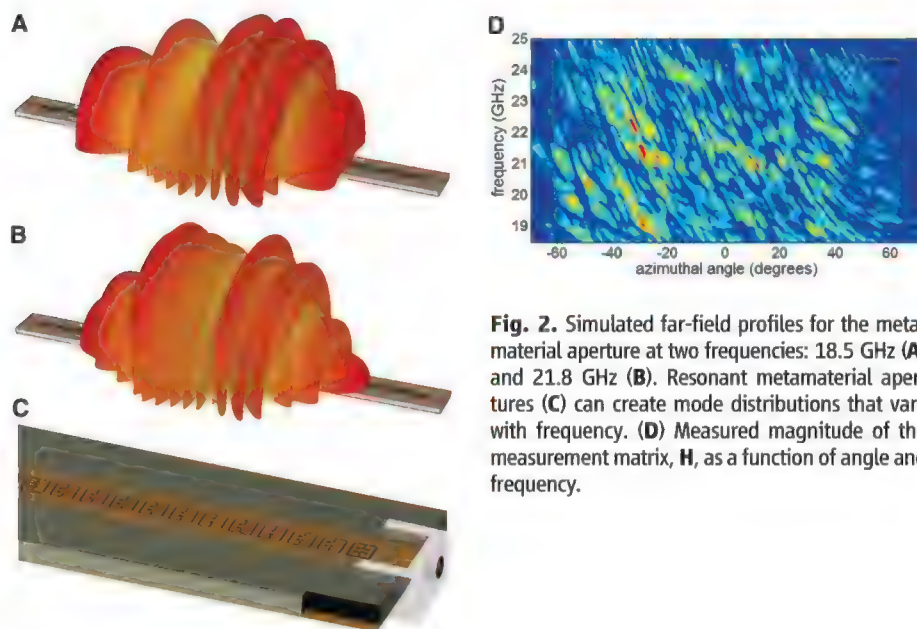 A
B
C
D
25
24
23
22
21
20
19
frequency (GHz)
-60 -40 -20 0 20 40 60
azimuthal angle (degrees)
Fig. 2. Simulated far-field profiles for the meta-
material aperture at two frequencies: 18.5 GHz (A)
and 21.8 GHz (B). Resonant metamaterial aper-
tures (C) can create mode distributions that var
with frequency. (D) Measured magnitude of th
measurement matrix, H, as a function of angle an
frequency.